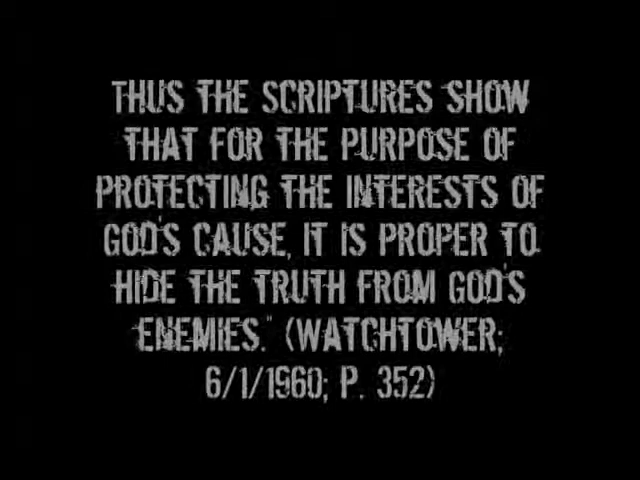 THUS THE SCRIPTURES SHOW
THAT FOR THE PURPOSE OF
PROTECTING THE INTERESTS OF
GOD'S CAUSE, IT IS PROPER TO
HIDE THE TRUTH FROM GOD'S
ENEMIES." (WATCHTOWER;
6/1/1960; P. 352)